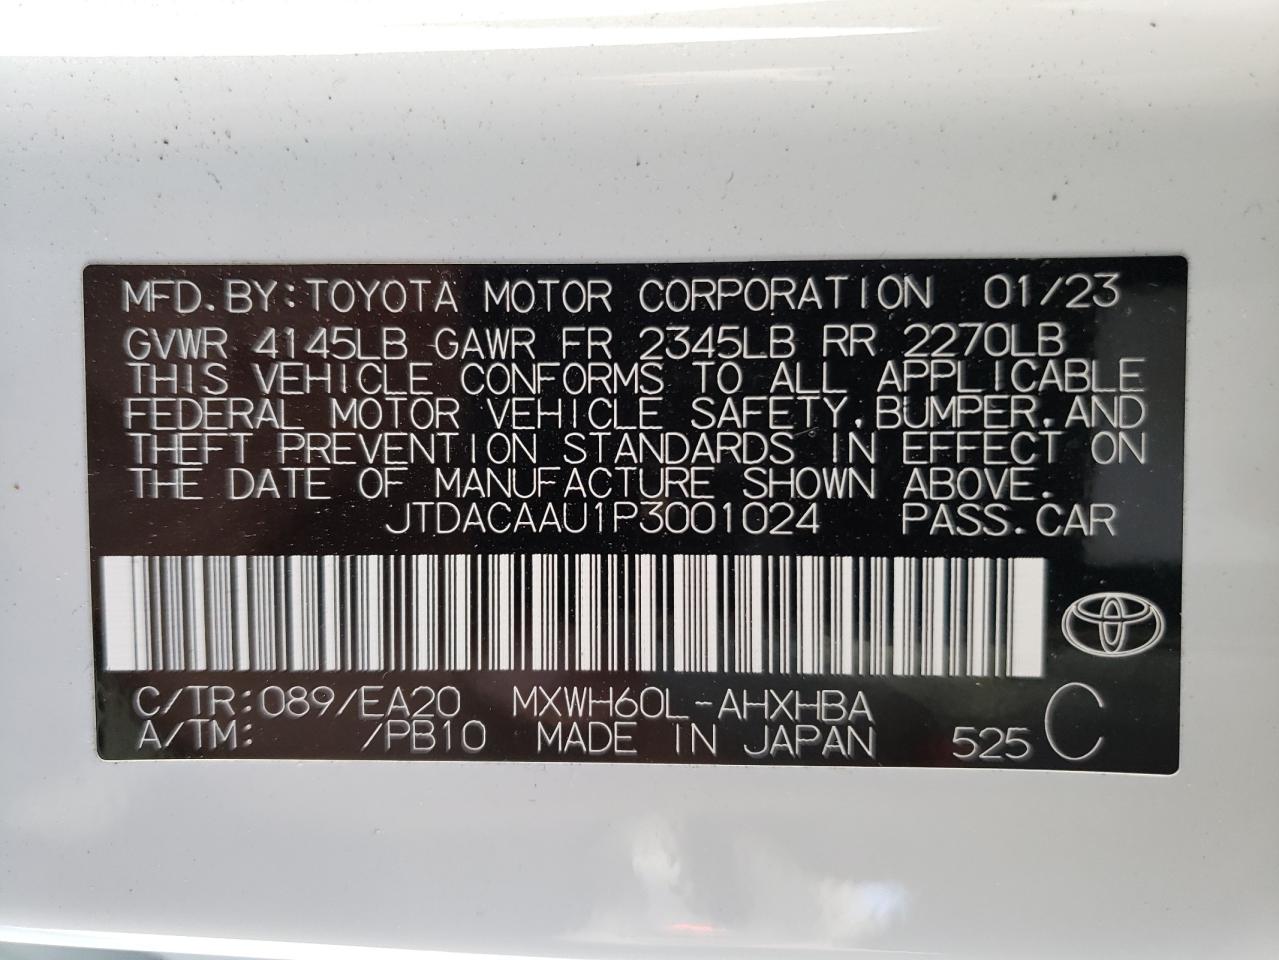 MFD.BY:TOYOTA MOTOR CORPORATION 01/23
GVWR 4145LB GAWR FR 2345LB RR 2270LB
THIS VEHICLE CONFORMS TO ALL APPLICABLE
FEDERAL MOTOR VEHICLE SAFETY,BUMPER,AND
THEFT PREVENTION STANDARDS IN EFFECT ON
THE DATE OF MANUFACTURE SHOWN ABOVE.
JTDACAAU1P3001024 PASS.CAR
C/TR:089/EA20 MXWH60L-AHXHBA
A/TM: /PB10 MADE IN JAPAN 525 C